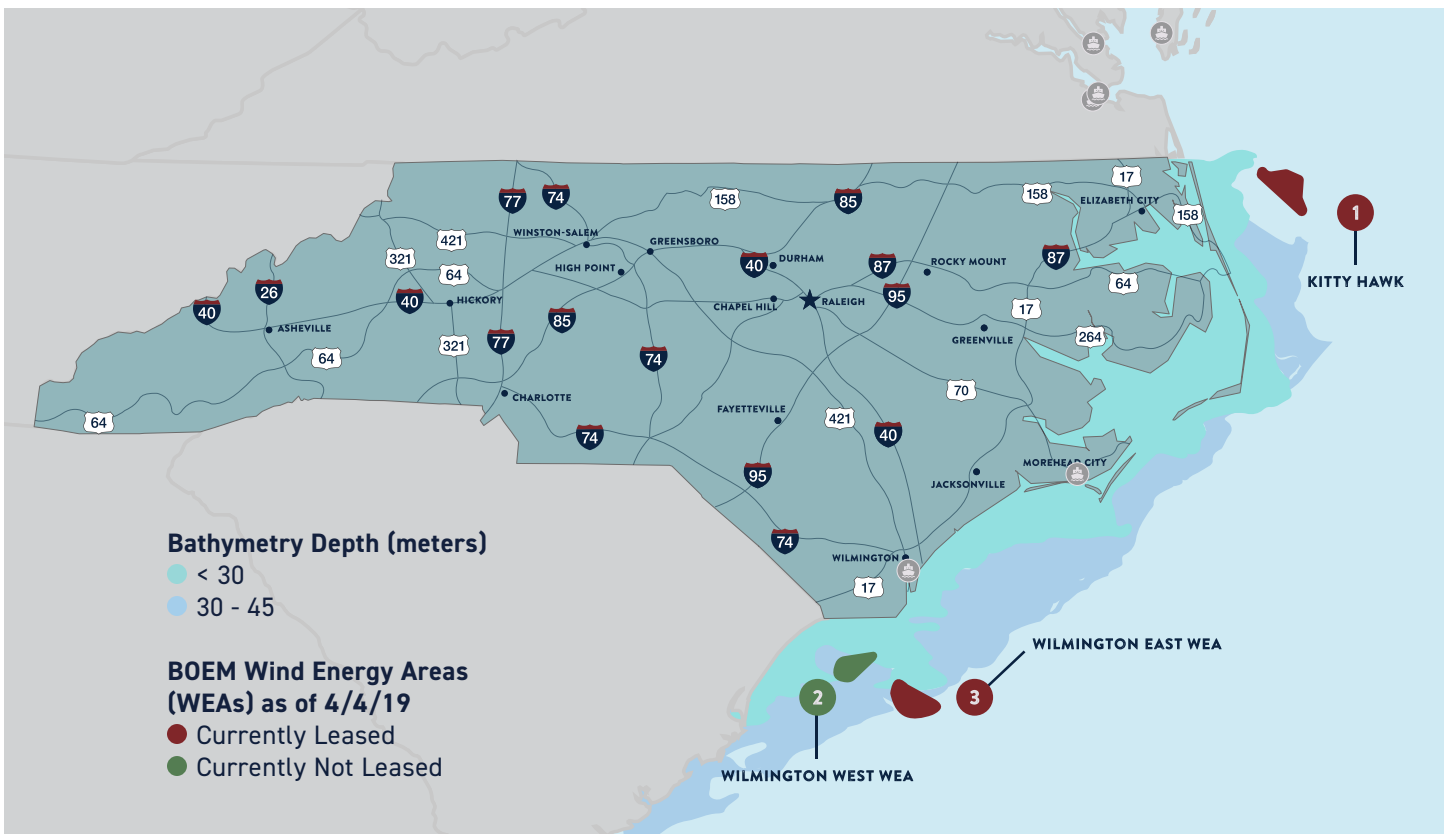 17
158
77
74
158
85
ELIZABETH CITY
158
421
WINSTON-SALEM
GREENSBORO
321
64
HIGH POINT
40
DURHAM
87
ROCKY MOUNT
87
1
KITTY HAWK
26
40
40
HICKORY
CHAPEL HILL
RALEIGH
95
64
17
ASHEVILLE
85
77
321
64
74
GREENVILLE
264
64
CHARLOTTE
70
FAYETTEVILLE
421
40
74
95
MOREHEAD CITY
JACKSONVILLE
74
WILMINGTON
17
Bathymetry Depth (meters)
< 30
30 - 45
BOEM Wind Energy Areas
(WEAs) as of 4/4/19
Currently Leased
Currently Not Leased
WILMINGTON EAST WEA
3
2
WILMINGTON WEST WEA